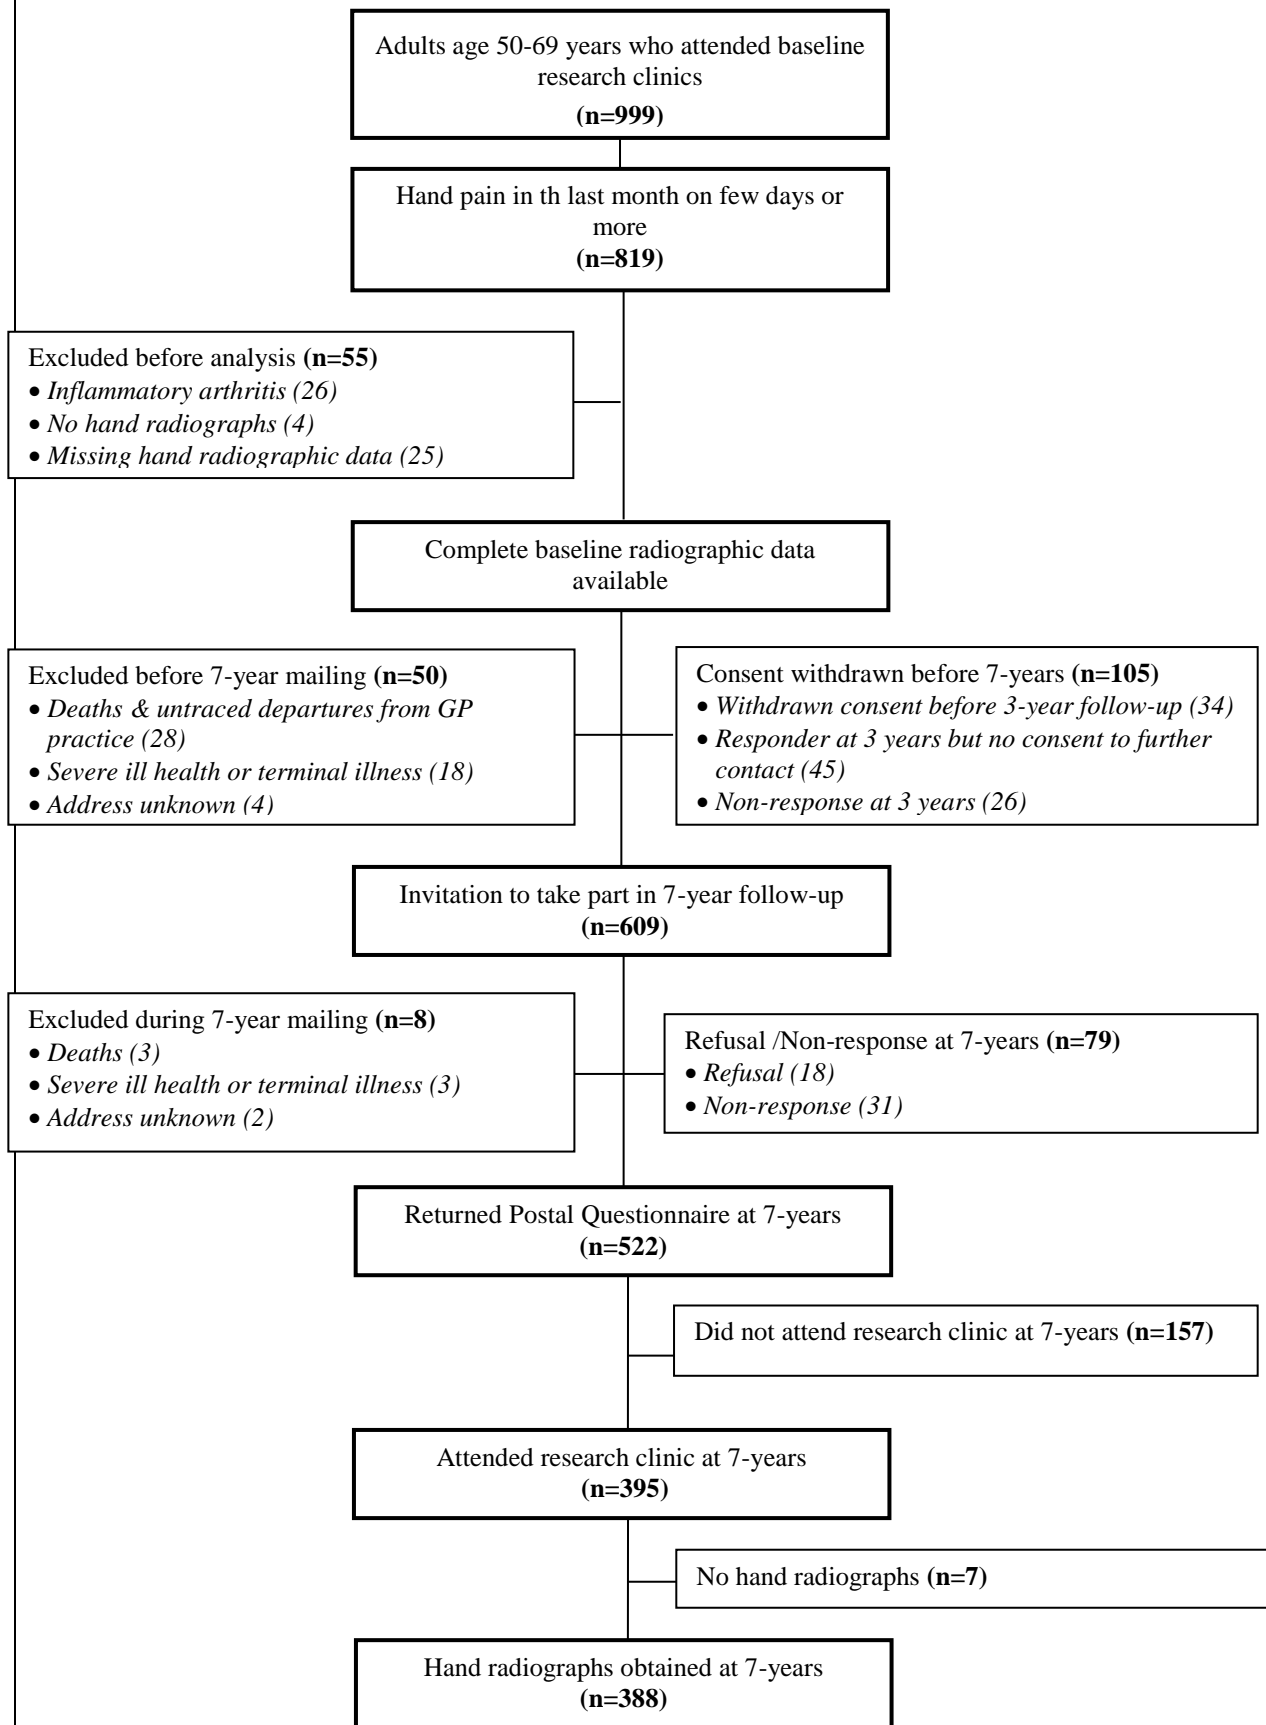 Adults age 50-69 years who attended baseline
research clinics
(n=999)
Hand pain in th last month on few days or
more
(n=819)
Excluded before analysis (n=55)
• Inflammatory arthritis (26)
• No hand radiographs (4)
• Missing hand radiographic data (25)
Complete baseline radiographic data
available
Excluded before 7-year mailing (n=50)
• Deaths & untraced departures from GP
practice (28)
• Severe ill health or terminal illness (18)
• Address unknown (4)
Consent withdrawn before 7-years (n=105)
• Withdrawn consent before 3-year follow-up (34)
• Responder at 3 years but no consent to further
contact (45)
• Non-response at 3 years (26)
Invitation to take part in 7-year follow-up
(n=609)
Excluded during 7-year mailing (n=8)
• Deaths (3)
• Severe ill health or terminal illness (3)
• Address unknown (2)
Refusal /Non-response at 7-years (n=79)
• Refusal (18)
• Non-response (31)
Returned Postal Questionnaire at 7-years
(n=522)
Did not attend research clinic at 7-years (n=157)
Attended research clinic at 7-years
(n=395)
No hand radiographs (n=7)
Hand radiographs obtained at 7-years
(n=388)